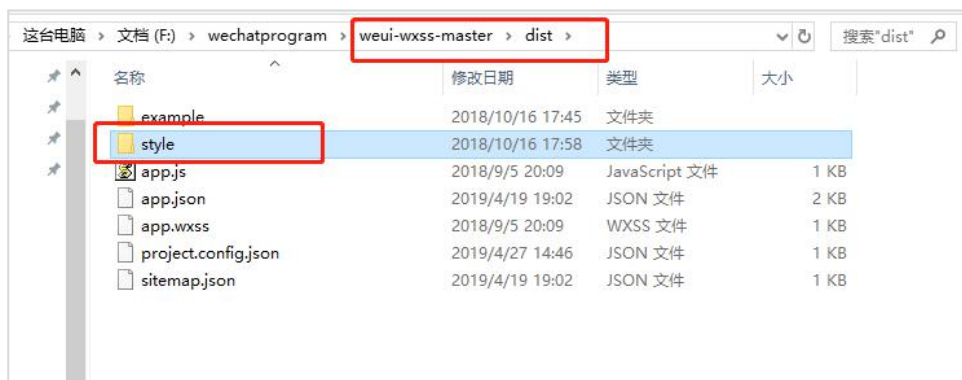 这台电脑 › 文档 (F:) › wechatprogram › weui-wxss-master › dist › 搜索"dist"
名称 修改日期 类型 大小
example 2018/10/16 17:45 文件夹
style 2018/10/16 17:58 文件夹
app.js 2018/9/5 20:09 JavaScript 文件 1 KB
app.json 2019/4/19 19:02 JSON 文件 2 KB
app.wxss 2018/9/5 20:09 WXSS 文件 1 KB
project.config.json 2019/4/27 14:46 JSON 文件 1 KB
sitemap.json 2019/4/19 19:02 JSON 文件 1 KB